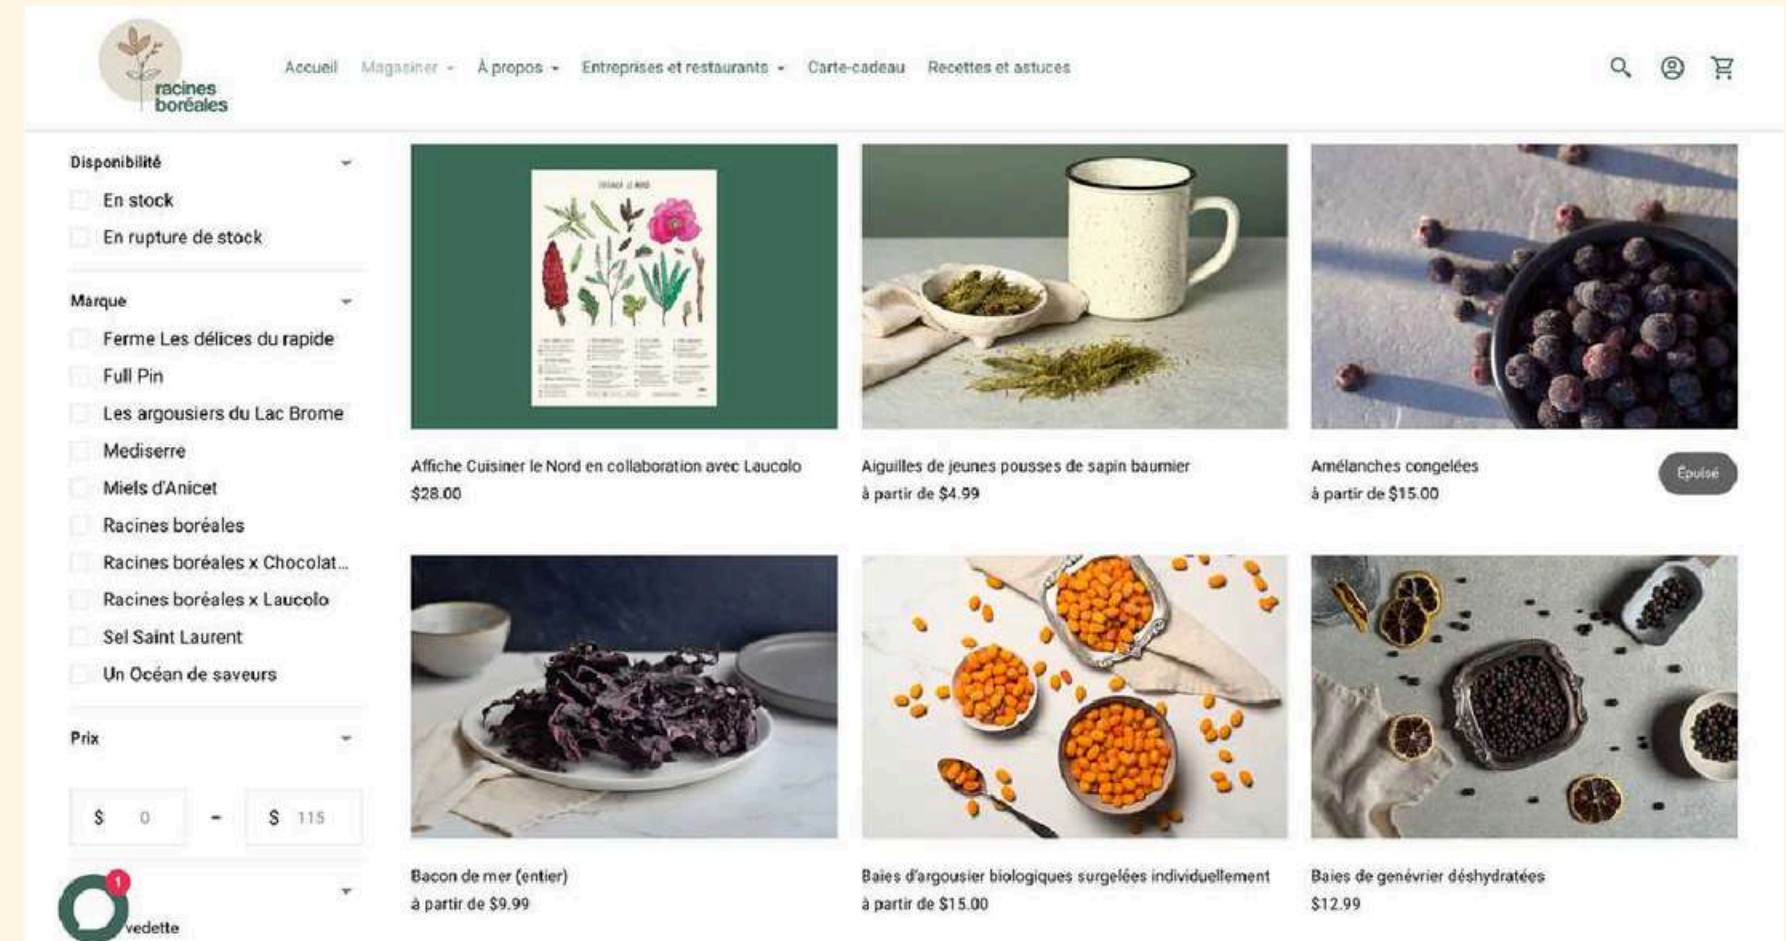 racines
boréales
Accueil Magasiner À propos Entreprises et restaurants Carte-cadeau Recettes et astuces
Disponibilité
En stock
En rupture de stock
Marque
Ferme Les délices du rapide
Full Pin
Les argousiers du Lac Brome
Mediserre
Miels d'Anicet
Racines boréales
Racines boréales x Chocolat...
Racines boréales x Laucolo
Sel Saint Laurent
Un Océan de saveurs
Prix
$ 0 - $ 115
1
vedette
CUISINER LE NORD
Affiche Cuisiner le Nord en collaboration avec Laucolo
$28.00
Aiguilles de jeunes pousses de sapin baumier
à partir de $4.99
Amélanches congelées
à partir de $15.00
Épuisé
Bacon de mer (entier)
à partir de $9.99
Baies d'argousier biologiques surgelées individuellement
à partir de $15.00
Baies de genévrier déshydratées
$12.99